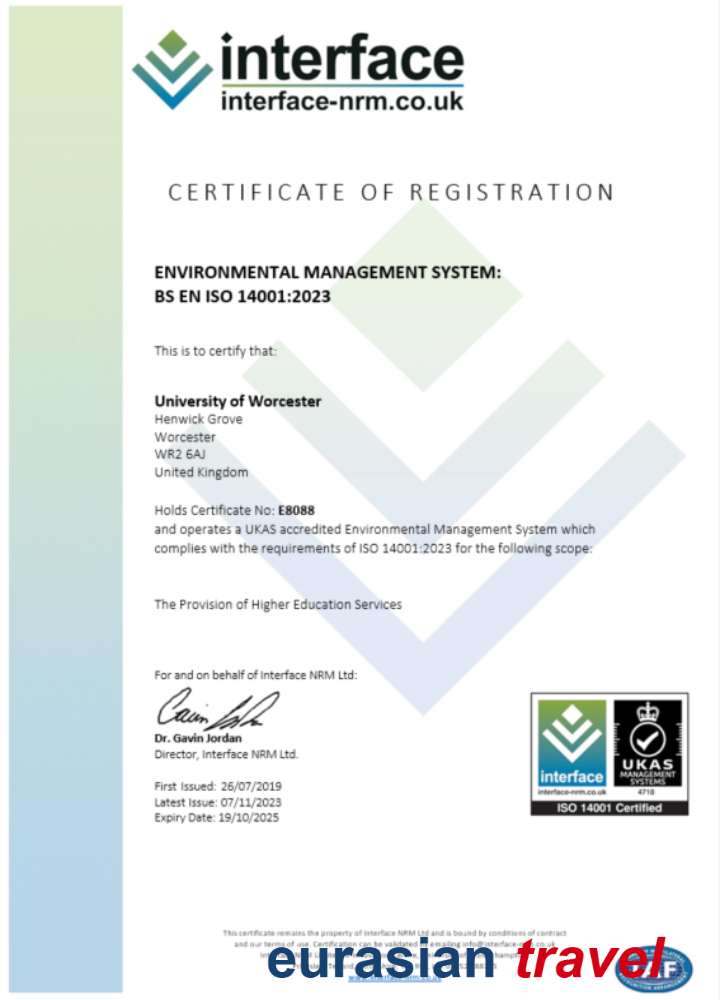 interface
interface-nrm.co.uk
CERTIFICATE OF REGISTRATION
ENVIRONMENTAL MANAGEMENT SYSTEM:
BS EN ISO 14001:2023
This is to certify that:
University of Worcester
Henwick Grove
Worcester
WR2 6AJ
United Kingdom
Holds Certificate No: E8088
and operates a UKAS accredited Environmental Management System which
complies with the requirements of ISO 14001:2023 for the following scope:
The Provision of Higher Education Services
For and on behalf of Interface NRM Ltd:
Dr. Gavin Jordan
Director, Interface NRM Ltd.
First Issued: 26/07/2019
Latest Issue: 07/11/2023
Expiry Date: 19/10/2025
interface
interface-nrm.co.uk
UKAS
MANAGEMENT
SYSTEMS
4710
ISO 14001 Certified
This certificate remains the property of Interface NRM Ltd and is bound by conditions of contract
and our terms of use. Certification can be validated by emailing info@interface-nrm.co.uk
eurasian travel